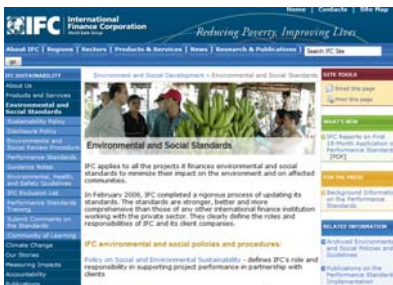 Home | Contacts | Site Map
IFC International
Finance Corporation
World Bank Group
Reducing Poverty, Improving Lives
About IFC | Regions | Sectors | Products & Services | News | Research & Publications |
Search IFC Site
go
IFC SUSTAINABILITY
About Us
Products and Services
Environmental and
Social Standards
Sustainability Policy
Disclosure Policy
Environmental and
Social Review Procedure
Performance Standards
Guidance Notes
Environmental, Health,
and Safety Guidelines
IFC Exclusion List
Performance Standards
Training
Submit Comments on
the Standards
Community of Learning
Climate Change
Our Stories
Measuring Impacts
Accountability
Publications
Environment and Social Development > Environmental and Social Standards
Environmental and Social Standards
IFC applies to all the projects it finances environmental and social
standards to minimize their impact on the environment and on affected
communities.
In February 2006, IFC completed a rigorous process of updating its
standards. The standards are stronger, better and more
comprehensive than those of any other international finance institution
working with the private sector. They clearly define the roles and
responsibilities of IFC and its client companies.
IFC environmental and social policies and procedures:
Policy on Social and Environmental Sustainability - defines IFC's role and
responsibility in supporting project performance in partnership with
clients
SITE TOOLS
Email this page
Print this page
WHAT'S NEW
IFC Reports on First
18-Month Application o
Performance Standard
[PDF]
FOR THE PRESS
Background Informatio
on the Performance
Standards
RELATED INFORMATION
Archived Environmenta
and Social Policies and
Guidelines
Publications on the
Performance Standard
Implementation